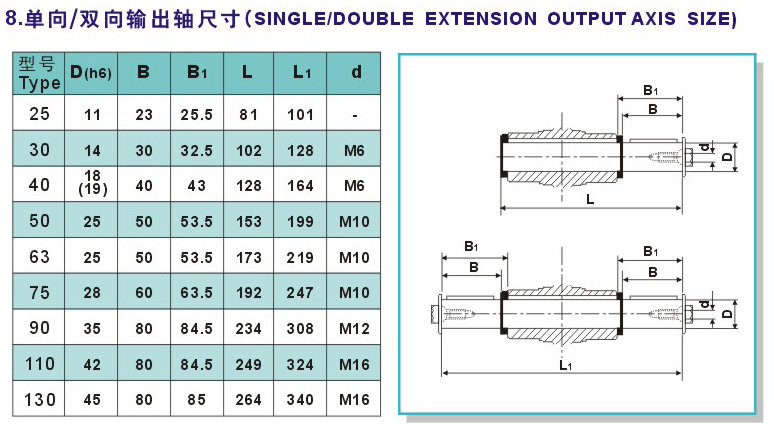 8.单向/双向输出轴尺寸(SINGLE/DOUBLE EXTENSION OUTPUT AXIS SIZE)
型号 Type D(h6) B B1 L L1 d
25 11 23 25.5 81 101 -
30 14 30 32.5 102 128 M6
40 18 (19) 40 43 128 164 M6
50 25 50 53.5 153 199 M10
63 25 50 53.5 173 219 M10
75 28 60 63.5 192 247 M10
90 35 80 84.5 234 308 M12
110 42 80 84.5 249 324 M16
130 45 80 85 264 340 M16
B1
B
d
D
L
B1
B
B1
B
d
D
L1